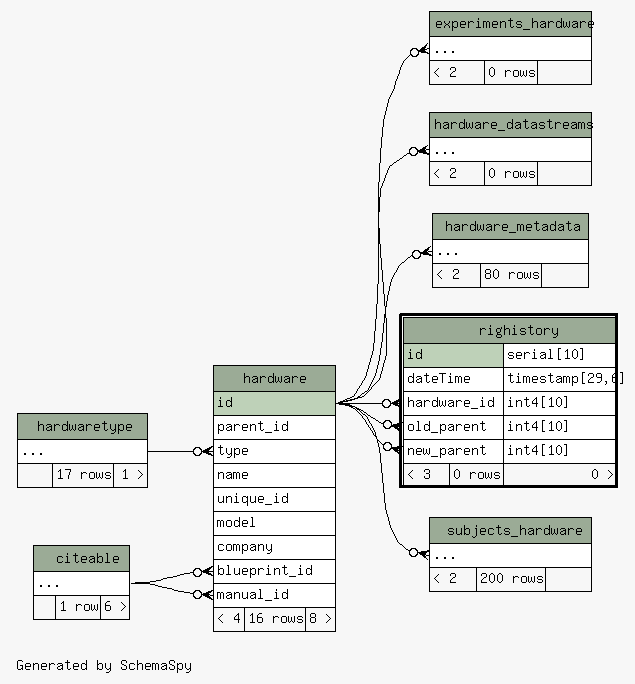 experiments_hardware
...
< 2 0 rows
hardware_datastreams
...
< 2 0 rows
hardware_metadata
...
< 2 80 rows
righistory
id serial[10]
dateTime timestamp[29,6]
hardware_id int4[10]
old_parent int4[10]
new_parent int4[10]
< 3 0 rows 0 >
hardware
id
parent_id
type
name
unique_id
model
company
blueprint_id
manual_id
< 4 16 rows 8 >
hardwaretype
...
17 rows 1 >
citeable
...
1 row 6 >
subjects_hardware
...
< 2 200 rows
Generated by SchemaSpy